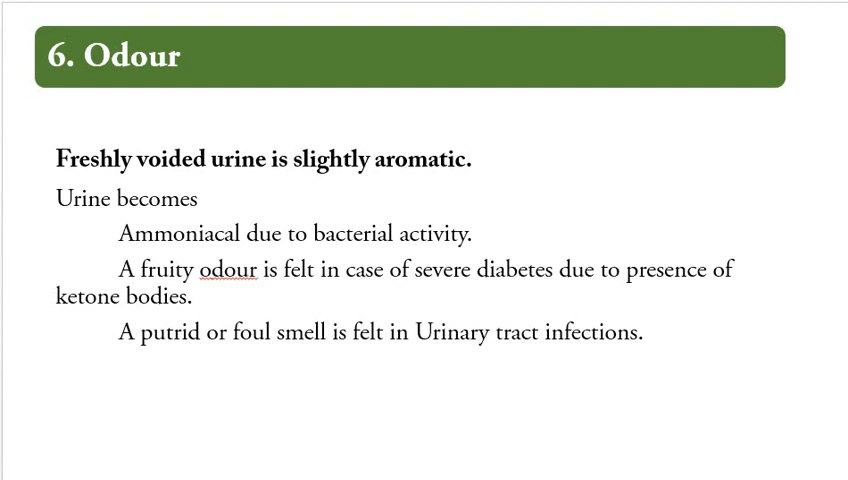 6. Odour
Freshly voided urine is slightly aromatic.
Urine becomes
Ammoniacal due to bacterial activity.
A fruity odour is felt in case of severe diabetes due to presence of
ketone bodies.
A putrid or foul smell is felt in Urinary tract infections.